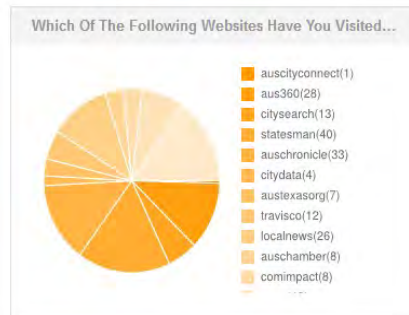 Which Of The Following Websites Have You Visited...
auscityconnect(1)
aus360(28)
citysearch(13)
statesman(40)
auschronicle(33)
citydata(4)
austexasorg(7)
travisco(12)
localnews(26)
auschamber(8)
comimpact(8)